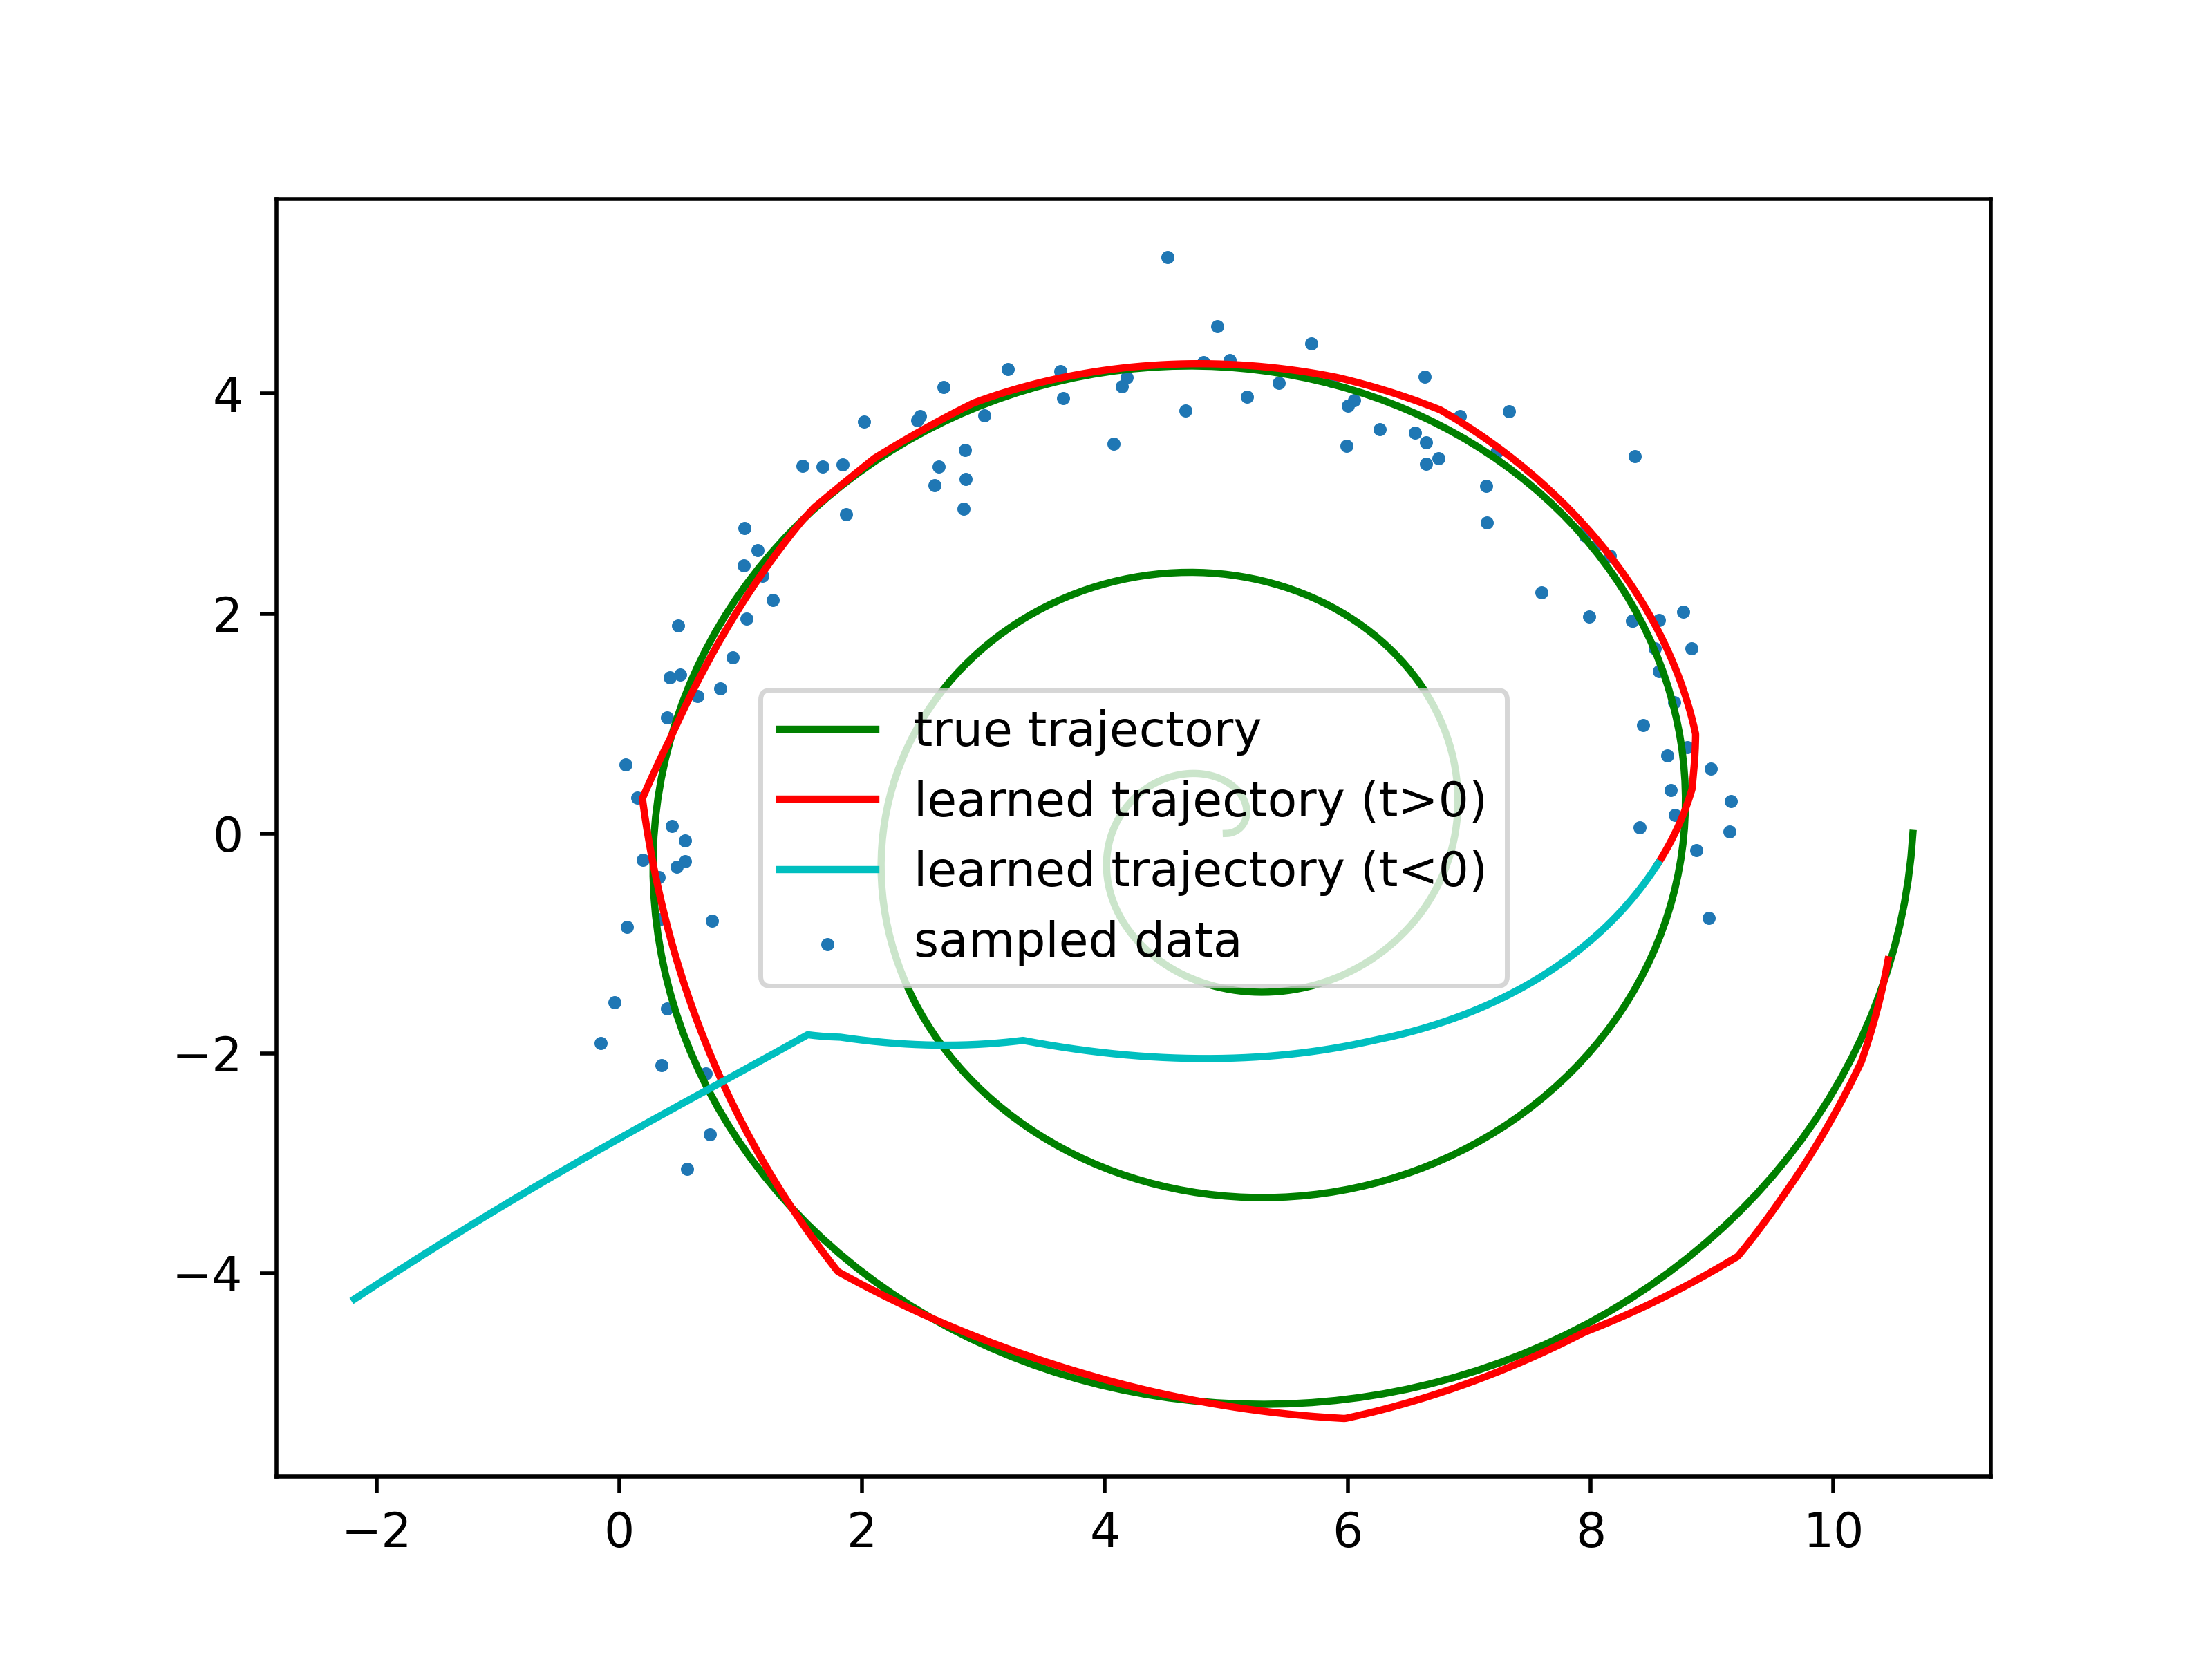 4
2
0
−2
−4
true trajectory
learned trajectory (t>0)
learned trajectory (t<0)
sampled data
−2 0 2 4 6 8 10